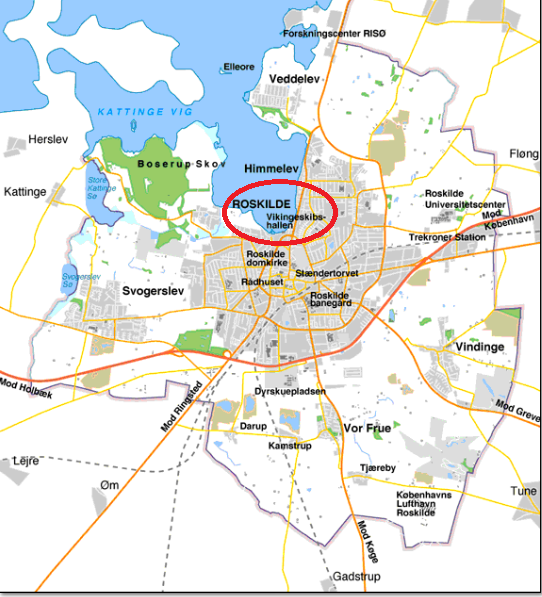 Forskningscenter RISØ
Elleore
Veddelev
KATTINGE VIG
Herslev
Fløng
Boserup Skov
Himmelev
Store
Kattinge
Sø
Kattinge
Roskilde
Universitetscenter
ROSKILDE
Vikingeskibs-
hallen
Mod
København
Trekroner Station
Roskilde
domkirke
Stændertorvet
Svogerslev
Sø
Rådhuset
Svogerslev
Roskilde
banegård
Vindinge
Mod Holbæk
Mod Ringsted
Dyrskuepladsen
Mod Greve
Darup
Vor Frue
Kamstrup
Lejre
Tjæreby
Øm
Københavns
Lufthavn
Roskilde
Tune
Mod Køge
Gadstrup